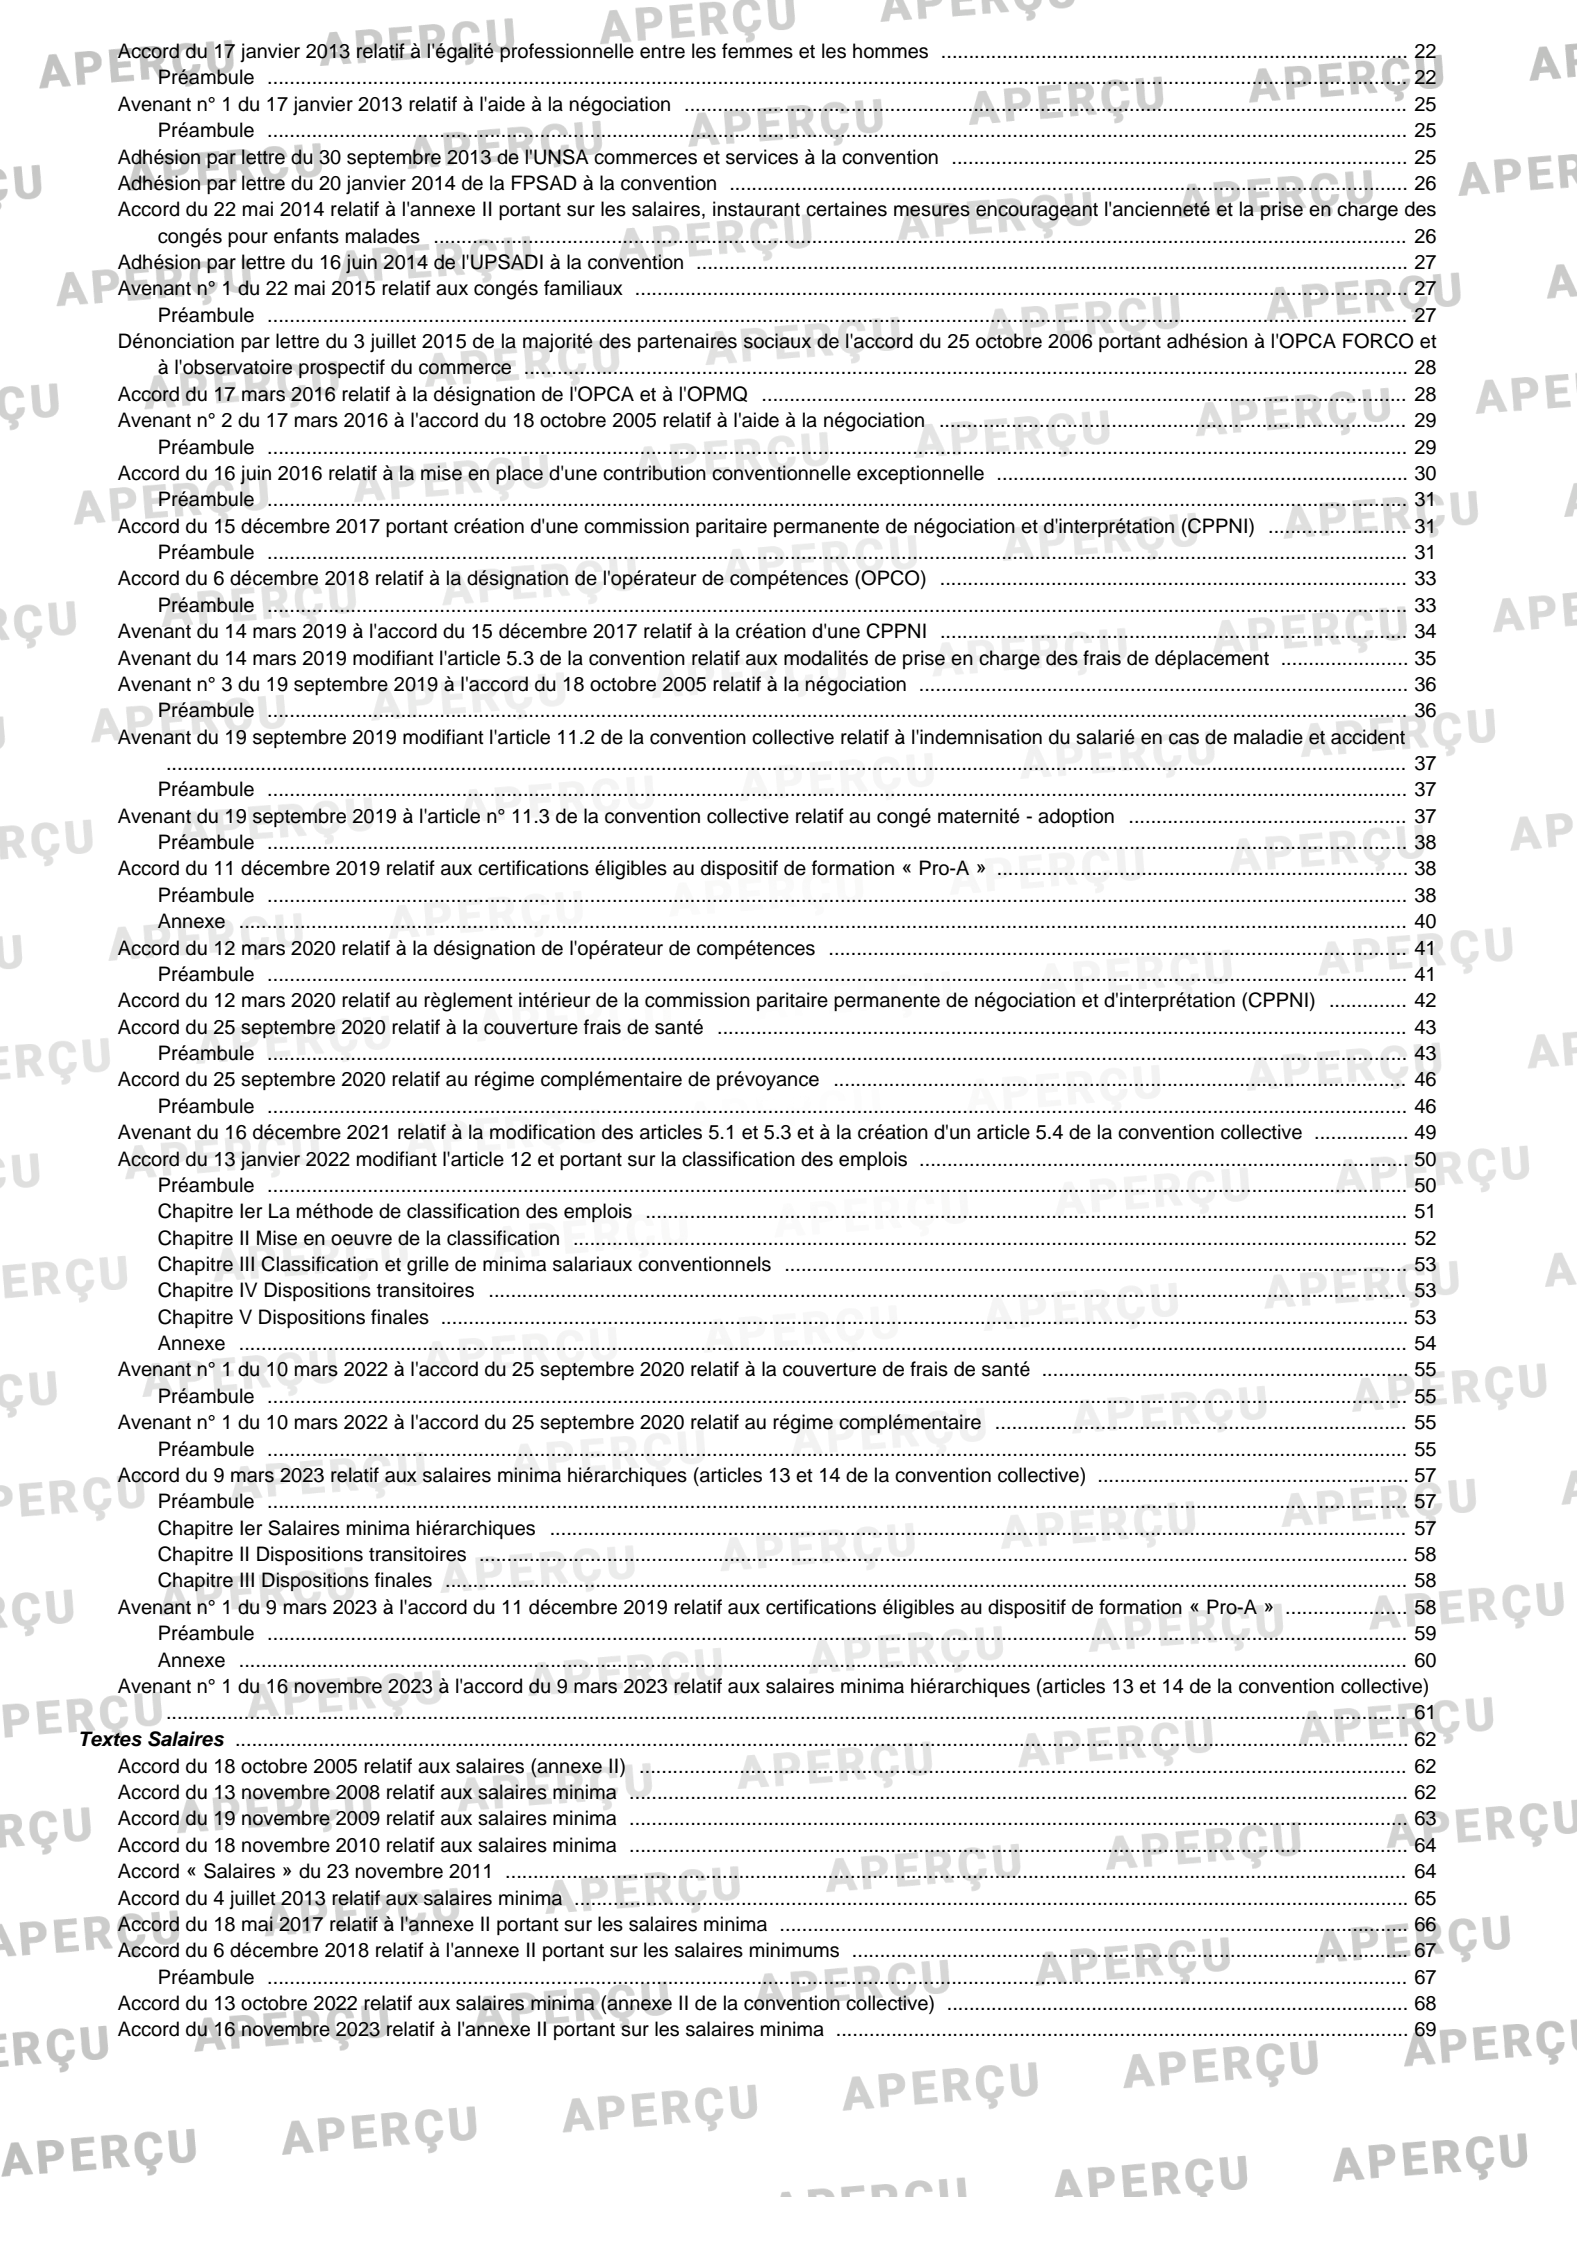 Accord du 17 janvier 2013 relatif à l'égalité professionnelle entre les femmes et les hommes ........ 22
Préambule ........ 22
Avenant n° 1 du 17 janvier 2013 relatif à l'aide à la négociation ........ 25
Préambule ........ 25
Adhésion par lettre du 30 septembre 2013 de l'UNSA commerces et services à la convention ........ 25
Adhésion par lettre du 20 janvier 2014 de la FPSAD à la convention ........ 26
Accord du 22 mai 2014 relatif à l'annexe II portant sur les salaires, instaurant certaines mesures encourageant l'ancienneté et la prise en charge des
congés pour enfants malades ........ 26
Adhésion par lettre du 16 juin 2014 de l'UPSADI à la convention ........ 27
Avenant n° 1 du 22 mai 2015 relatif aux congés familiaux ........ 27
Préambule ........ 27
Dénonciation par lettre du 3 juillet 2015 de la majorité des partenaires sociaux de l'accord du 25 octobre 2006 portant adhésion à l'OPCA FORCO et
à l'observatoire prospectif du commerce ........ 28
Accord du 17 mars 2016 relatif à la désignation de l'OPCA et à l'OPMQ ........ 28
Avenant n° 2 du 17 mars 2016 à l'accord du 18 octobre 2005 relatif à l'aide à la négociation ........ 29
Préambule ........ 29
Accord du 16 juin 2016 relatif à la mise en place d'une contribution conventionnelle exceptionnelle ........ 30
Préambule ........ 31
Accord du 15 décembre 2017 portant création d'une commission paritaire permanente de négociation et d'interprétation (CPPNI) ........ 31
Préambule ........ 31
Accord du 6 décembre 2018 relatif à la désignation de l'opérateur de compétences (OPCO) ........ 33
Préambule ........ 33
Avenant du 14 mars 2019 à l'accord du 15 décembre 2017 relatif à la création d'une CPPNI ........ 34
Avenant du 14 mars 2019 modifiant l'article 5.3 de la convention relatif aux modalités de prise en charge des frais de déplacement ........ 35
Avenant n° 3 du 19 septembre 2019 à l'accord du 18 octobre 2005 relatif à la négociation ........ 36
Préambule ........ 36
Avenant du 19 septembre 2019 modifiant l'article 11.2 de la convention collective relatif à l'indemnisation du salarié en cas de maladie et accident
........ 37
Préambule ........ 37
Avenant du 19 septembre 2019 à l'article n° 11.3 de la convention collective relatif au congé maternité - adoption ........ 37
Préambule ........ 38
Accord du 11 décembre 2019 relatif aux certifications éligibles au dispositif de formation « Pro-A » ........ 38
Préambule ........ 38
Annexe ........ 40
Accord du 12 mars 2020 relatif à la désignation de l'opérateur de compétences ........ 41
Préambule ........ 41
Accord du 12 mars 2020 relatif au règlement intérieur de la commission paritaire permanente de négociation et d'interprétation (CPPNI) ........ 42
Accord du 25 septembre 2020 relatif à la couverture frais de santé ........ 43
Préambule ........ 43
Accord du 25 septembre 2020 relatif au régime complémentaire de prévoyance ........ 46
Préambule ........ 46
Avenant du 16 décembre 2021 relatif à la modification des articles 5.1 et 5.3 et à la création d'un article 5.4 de la convention collective ........ 49
Accord du 13 janvier 2022 modifiant l'article 12 et portant sur la classification des emplois ........ 50
Préambule ........ 50
Chapitre Ier La méthode de classification des emplois ........ 51
Chapitre II Mise en oeuvre de la classification ........ 52
Chapitre III Classification et grille de minima salariaux conventionnels ........ 53
Chapitre IV Dispositions transitoires ........ 53
Chapitre V Dispositions finales ........ 53
Annexe ........ 54
Avenant n° 1 du 10 mars 2022 à l'accord du 25 septembre 2020 relatif à la couverture de frais de santé ........ 55
Préambule ........ 55
Avenant n° 1 du 10 mars 2022 à l'accord du 25 septembre 2020 relatif au régime complémentaire ........ 55
Préambule ........ 55
Accord du 9 mars 2023 relatif aux salaires minima hiérarchiques (articles 13 et 14 de la convention collective) ........ 57
Préambule ........ 57
Chapitre Ier Salaires minima hiérarchiques ........ 57
Chapitre II Dispositions transitoires ........ 58
Chapitre III Dispositions finales ........ 58
Avenant n° 1 du 9 mars 2023 à l'accord du 11 décembre 2019 relatif aux certifications éligibles au dispositif de formation « Pro-A » ........ 58
Préambule ........ 59
Annexe ........ 60
Avenant n° 1 du 16 novembre 2023 à l'accord du 9 mars 2023 relatif aux salaires minima hiérarchiques (articles 13 et 14 de la convention collective)
........ 61
Textes Salaires ........ 62
Accord du 18 octobre 2005 relatif aux salaires (annexe II) ........ 62
Accord du 13 novembre 2008 relatif aux salaires minima ........ 62
Accord du 19 novembre 2009 relatif aux salaires minima ........ 63
Accord du 18 novembre 2010 relatif aux salaires minima ........ 64
Accord « Salaires » du 23 novembre 2011 ........ 64
Accord du 4 juillet 2013 relatif aux salaires minima ........ 65
Accord du 18 mai 2017 relatif à l'annexe II portant sur les salaires minima ........ 66
Accord du 6 décembre 2018 relatif à l'annexe II portant sur les salaires minimums ........ 67
Préambule ........ 67
Accord du 13 octobre 2022 relatif aux salaires minima (annexe II de la convention collective) ........ 68
Accord du 16 novembre 2023 relatif à l'annexe II portant sur les salaires minima ........ 69
APERÇU